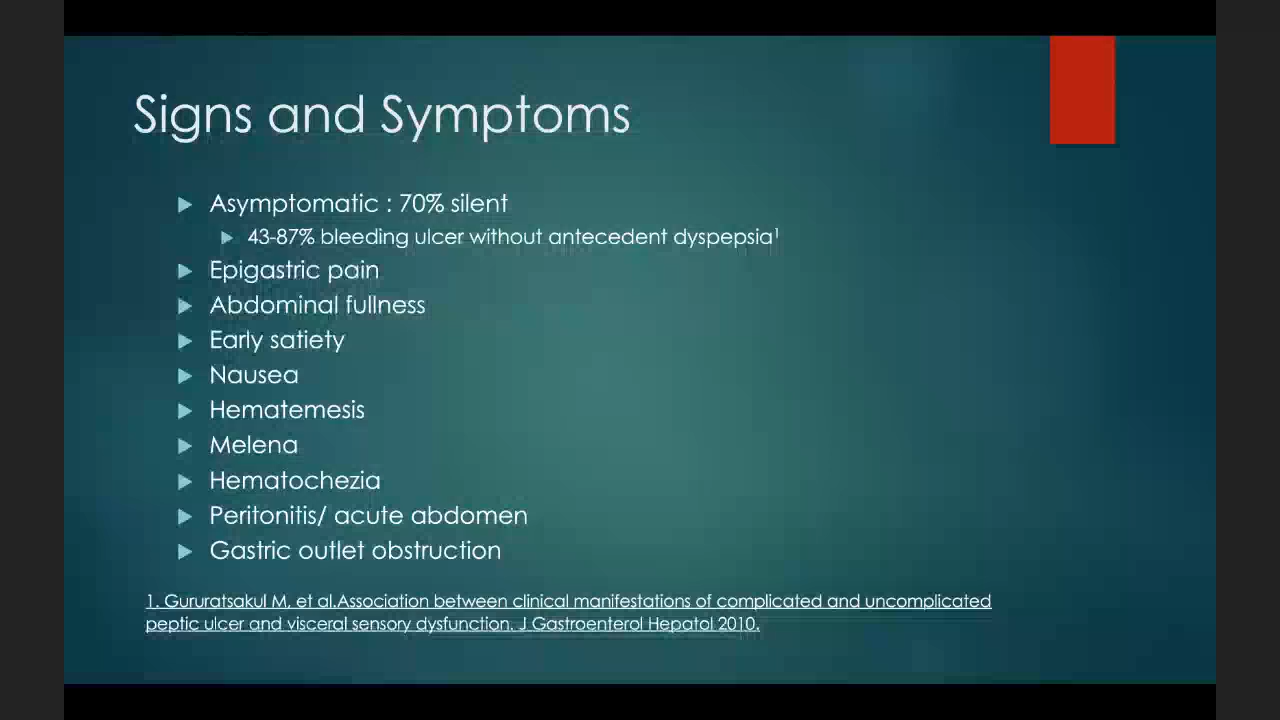 Signs and Symptoms
Asymptomatic : 70% silent
43-87% bleeding ulcer without antecedent dyspepsia¹
Epigastric pain
Abdominal fullness
Early satiety
Nausea
Hematemesis
Melena
Hematochezia
Peritonitis/ acute abdomen
Gastric outlet obstruction
1. Gururatsakul M, et al.Association between clinical manifestations of complicated and uncomplicated
peptic ulcer and visceral sensory dysfunction. J Gastroenterol Hepatol 2010.